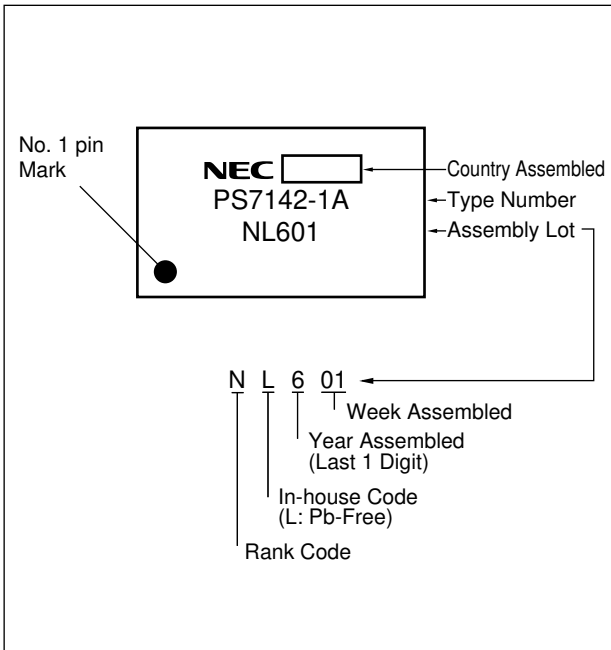 No. 1 pin
Mark
NEC
Country Assembled
PS7142-1A
Type Number
NL601
Assembly Lot
N L 6 01
Week Assembled
Year Assembled
(Last 1 Digit)
In-house Code
(L: Pb-Free)
Rank Code